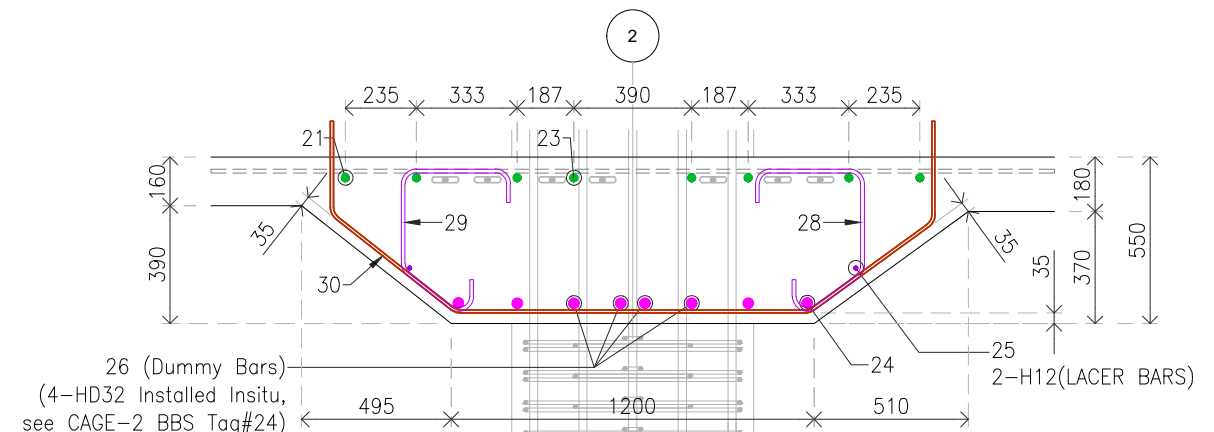 2
235 333 187 390 187 333 235
21 23
160 180
35 29 28 35 550
390 30 35 370
26 (Dummy Bars) 24 25
(4-HD32 Installed Insitu, 2-H12(LACER BARS)
see CAGE-2 BBS Tag#24) 495 1200 510